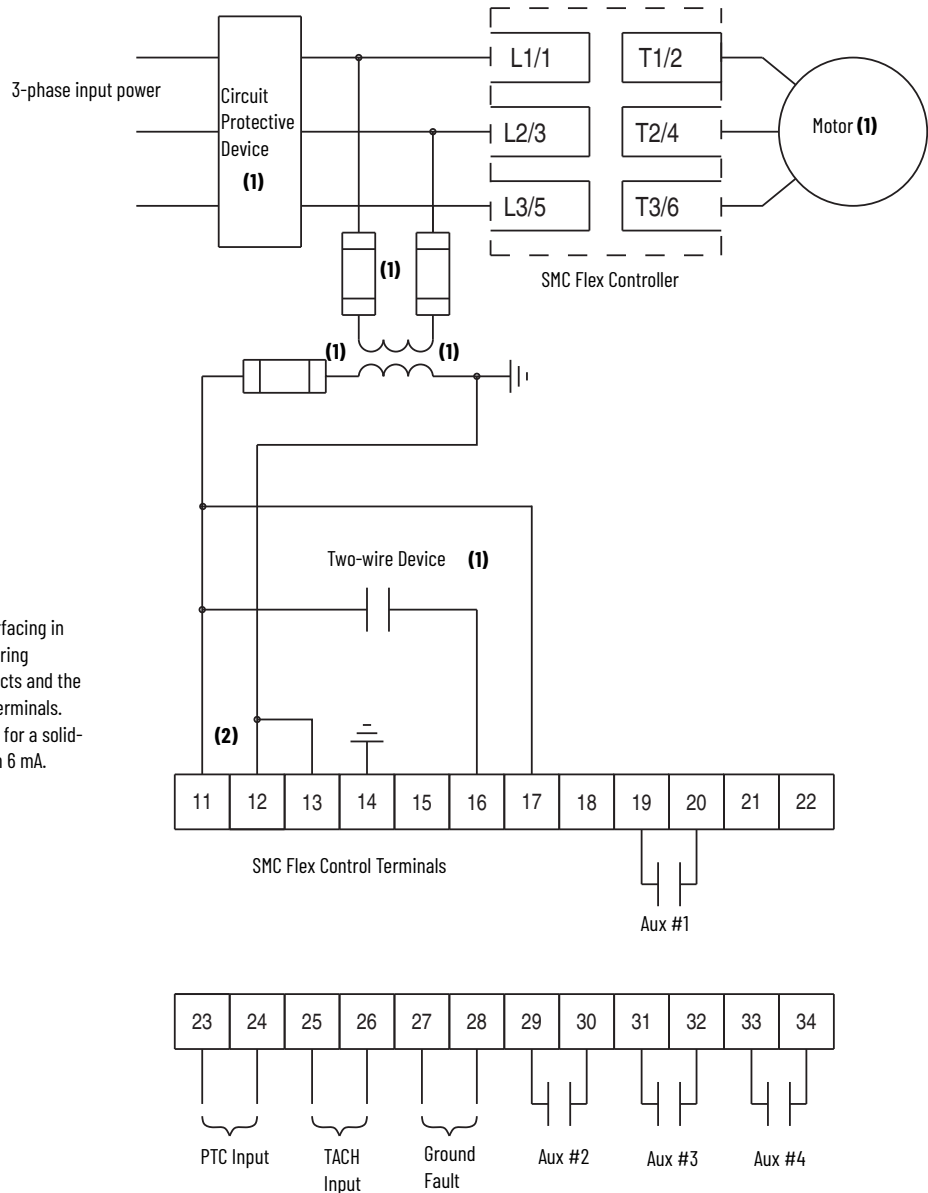 3-phase input power
Circuit
Protective
Device
(1)
L1/1
T1/2
L2/3
T2/4
L3/5
T3/6
Motor (1)
SMC Flex Controller
(1)
(1)
(1)
Two-wire Device (1)
rfacing in
ring
cts and the
erminals.
for a solid-
n 6 mA.
(2)
11 12 13 14 15 16 17 18 19 20 21 22
SMC Flex Control Terminals
Aux #1
23 24 25 26 27 28 29 30 31 32 33 34
PTC Input
TACH
Input
Ground
Fault
Aux #2
Aux #3
Aux #4